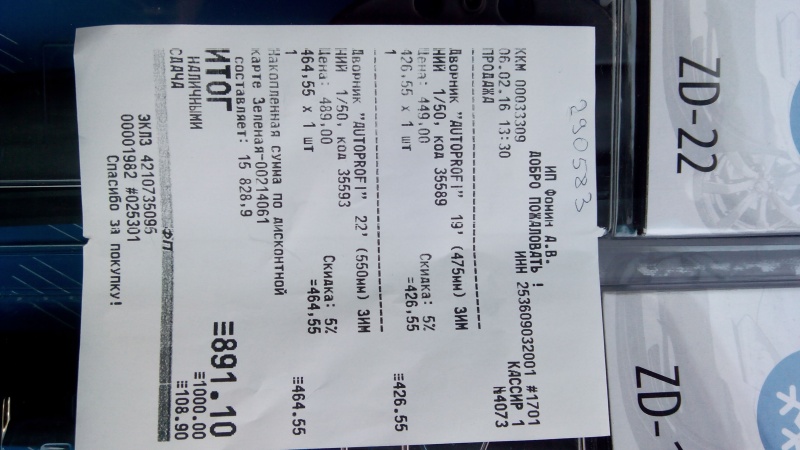 290583
ИП Фонин А.В.
ДОБРО ПОЖАЛОВАТЬ !
ККМ 00033309 ИНН 253609032001 #1701
06.02.16 13:30 КАССИР 1
ПРОДАЖА №4073
Дворник "AUTOPROFI" 19' (475мм) ЗИМ
НИЙ 1/50, код 35589
Цена: 449,00 Скидка: 5%
426,55 X 1 шт =426,55
1 ≡426.55
Дворник "AUTOPROFI" 22' (550мм) ЗИМ
НИЙ 1/50, код 35593
Цена: 489,00 Скидка: 5%
464,55 X 1 шт =464,55
1 ≡464.55
Накопленная сумма по дисконтной
карте Зеленая-00214061
составляет: 15 828,9
ИТОГ ≡891.10
НАЛИЧНЫМИ ≡1000.00
СДАЧА ≡108.90
ФП
ЭКЛЗ 4210735095
00001982 #025301
Спасибо за покупку!
ZD-22
ZD-